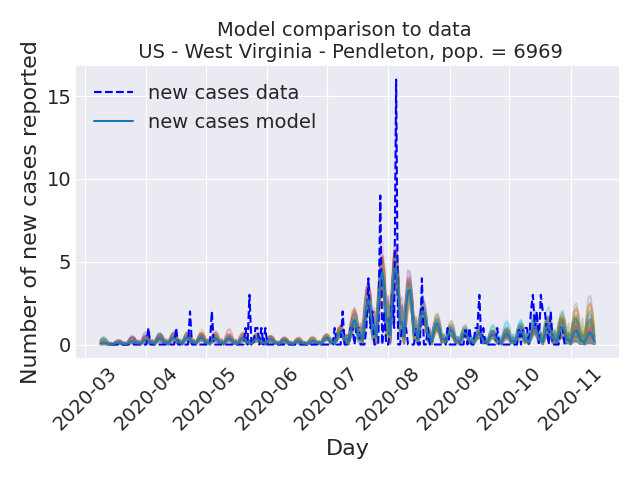 Model comparison to data
US - West Virginia - Pendleton, pop. = 6969
Number of new cases reported
15
10
5
0
new cases data
new cases model
2020-03
2020-04
2020-05
2020-06
2020-07
2020-08
2020-09
2020-10
2020-11
Day